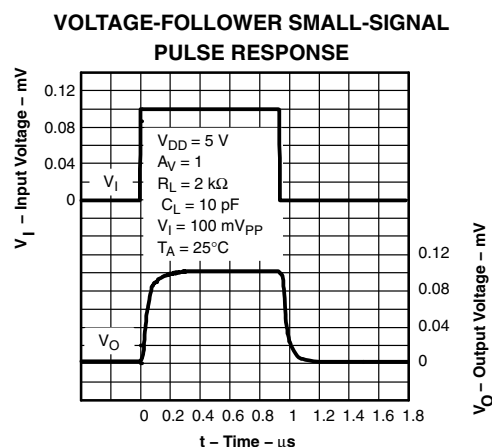 VOLTAGE-FOLLOWER SMALL-SIGNAL
PULSE RESPONSE
V_I – Input Voltage – mV
0.12
0.08
0.04
0
V_I
V_DD = 5 V
A_V = 1
R_L = 2 kΩ
C_L = 10 pF
V_I = 100 mV_PP
T_A = 25°C
V_O
0.12
0.08
0.04
0
V_O – Output Voltage – mV
0 0.2 0.4 0.6 0.8 1 1.2 1.4 1.6 1.8
t – Time – μs